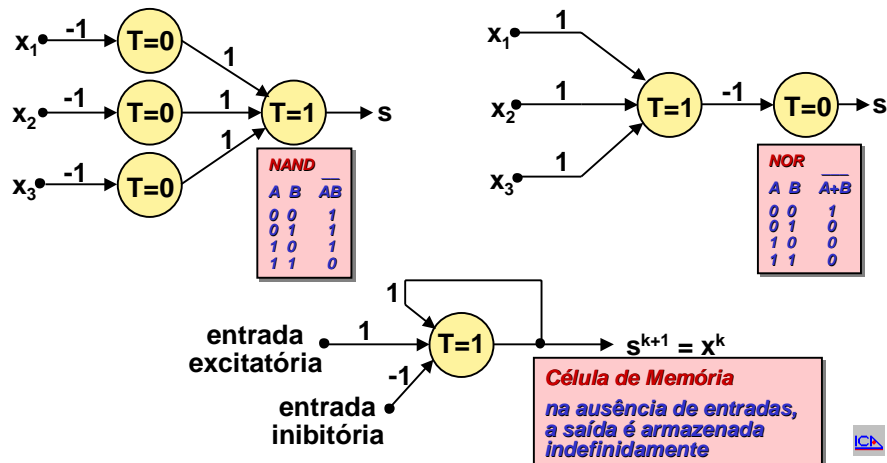 x1 -1 T=0
1
x2 -1 T=0 1 T=1 s
1
x3 -1 T=0
NAND
A B AB
0 0 1
0 1 1
1 0 1
1 1 0
x1 1
x2 1 T=1 -1 T=0 s
x3 1
NOR
A B A+B
0 0 1
0 1 0
1 0 0
1 1 0
1
entrada excitatória 1 T=1 sk+1 = xk
-1
entrada inibitória
Célula de Memória
na ausência de entradas,
a saída é armazenada
indefinidamente
ICA